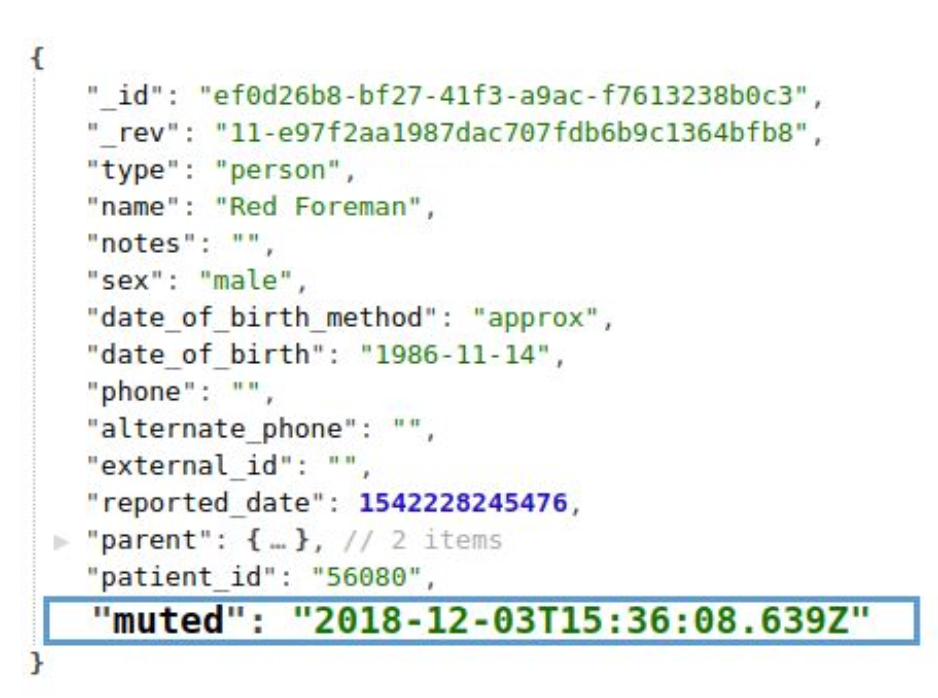 {
"_id": "ef0d26b8-bf27-41f3-a9ac-f7613238b0c3",
"_rev": "11-e97f2aa1987dac707fdb6b9c1364bfb8",
"type": "person",
"name": "Red Foreman",
"notes": "",
"sex": "male",
"date_of_birth_method": "approx",
"date_of_birth": "1986-11-14",
"phone": "",
"alternate_phone": "",
"external_id": "",
"reported_date": 1542228245476,
"parent": { … }, // 2 items
"patient_id": "56080",
"muted": "2018-12-03T15:36:08.639Z"
}